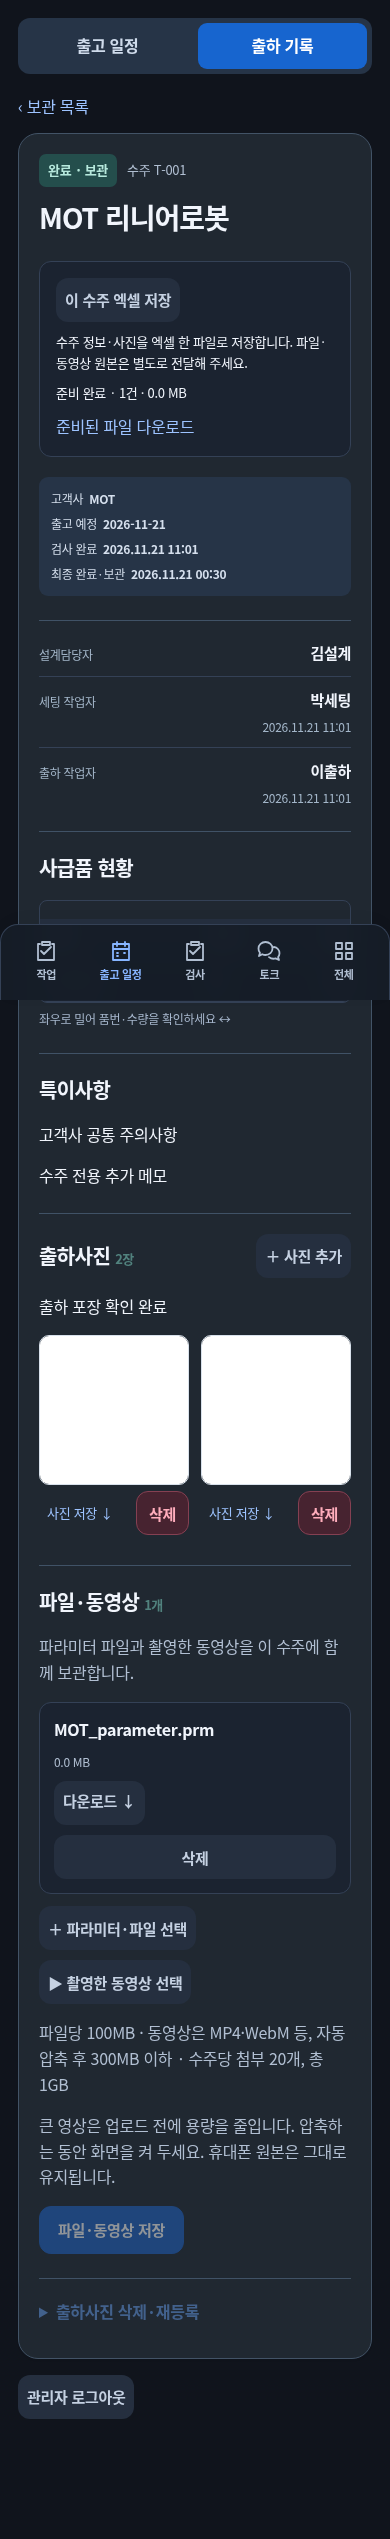 출고 일정 출하 기록
‹ 보관 목록
완료 · 보관 수주 T-001
MOT 리니어로봇
이 수주 엑셀 저장
수주 정보·사진을 엑셀 한 파일로 저장합니다. 파일·
동영상 원본은 별도로 전달해 주세요.
준비 완료 · 1건 · 0.0 MB
준비된 파일 다운로드
고객사 MOT
출고 예정 2026-11-21
검사 완료 2026.11.21 11:01
최종 완료·보관 2026.11.21 00:30
설계담당자 김설계
세팅 작업자 박세팅
2026.11.21 11:01
출하 작업자 이출하
2026.11.21 11:01
사급품 현황
작업 출고 일정 검사 토크 전체
좌우로 밀어 품번·수량을 확인하세요 ↔
특이사항
고객사 공통 주의사항
수주 전용 추가 메모
출하사진 2장 + 사진 추가
출하 포장 확인 완료
사진 저장 ↓ 삭제 사진 저장 ↓ 삭제
파일·동영상 1개
파라미터 파일과 촬영한 동영상을 이 수주에 함
께 보관합니다.
MOT_parameter.prm
0.0 MB
다운로드 ↓
삭제
+ 파라미터·파일 선택
▶ 촬영한 동영상 선택
파일당 100MB · 동영상은 MP4·WebM 등, 자동
압축 후 300MB 이하 · 수주당 첨부 20개, 총
1GB
큰 영상은 업로드 전에 용량을 줄입니다. 압축하
는 동안 화면을 켜 두세요. 휴대폰 원본은 그대로
유지됩니다.
파일·동영상 저장
▶ 출하사진 삭제·재등록
관리자 로그아웃